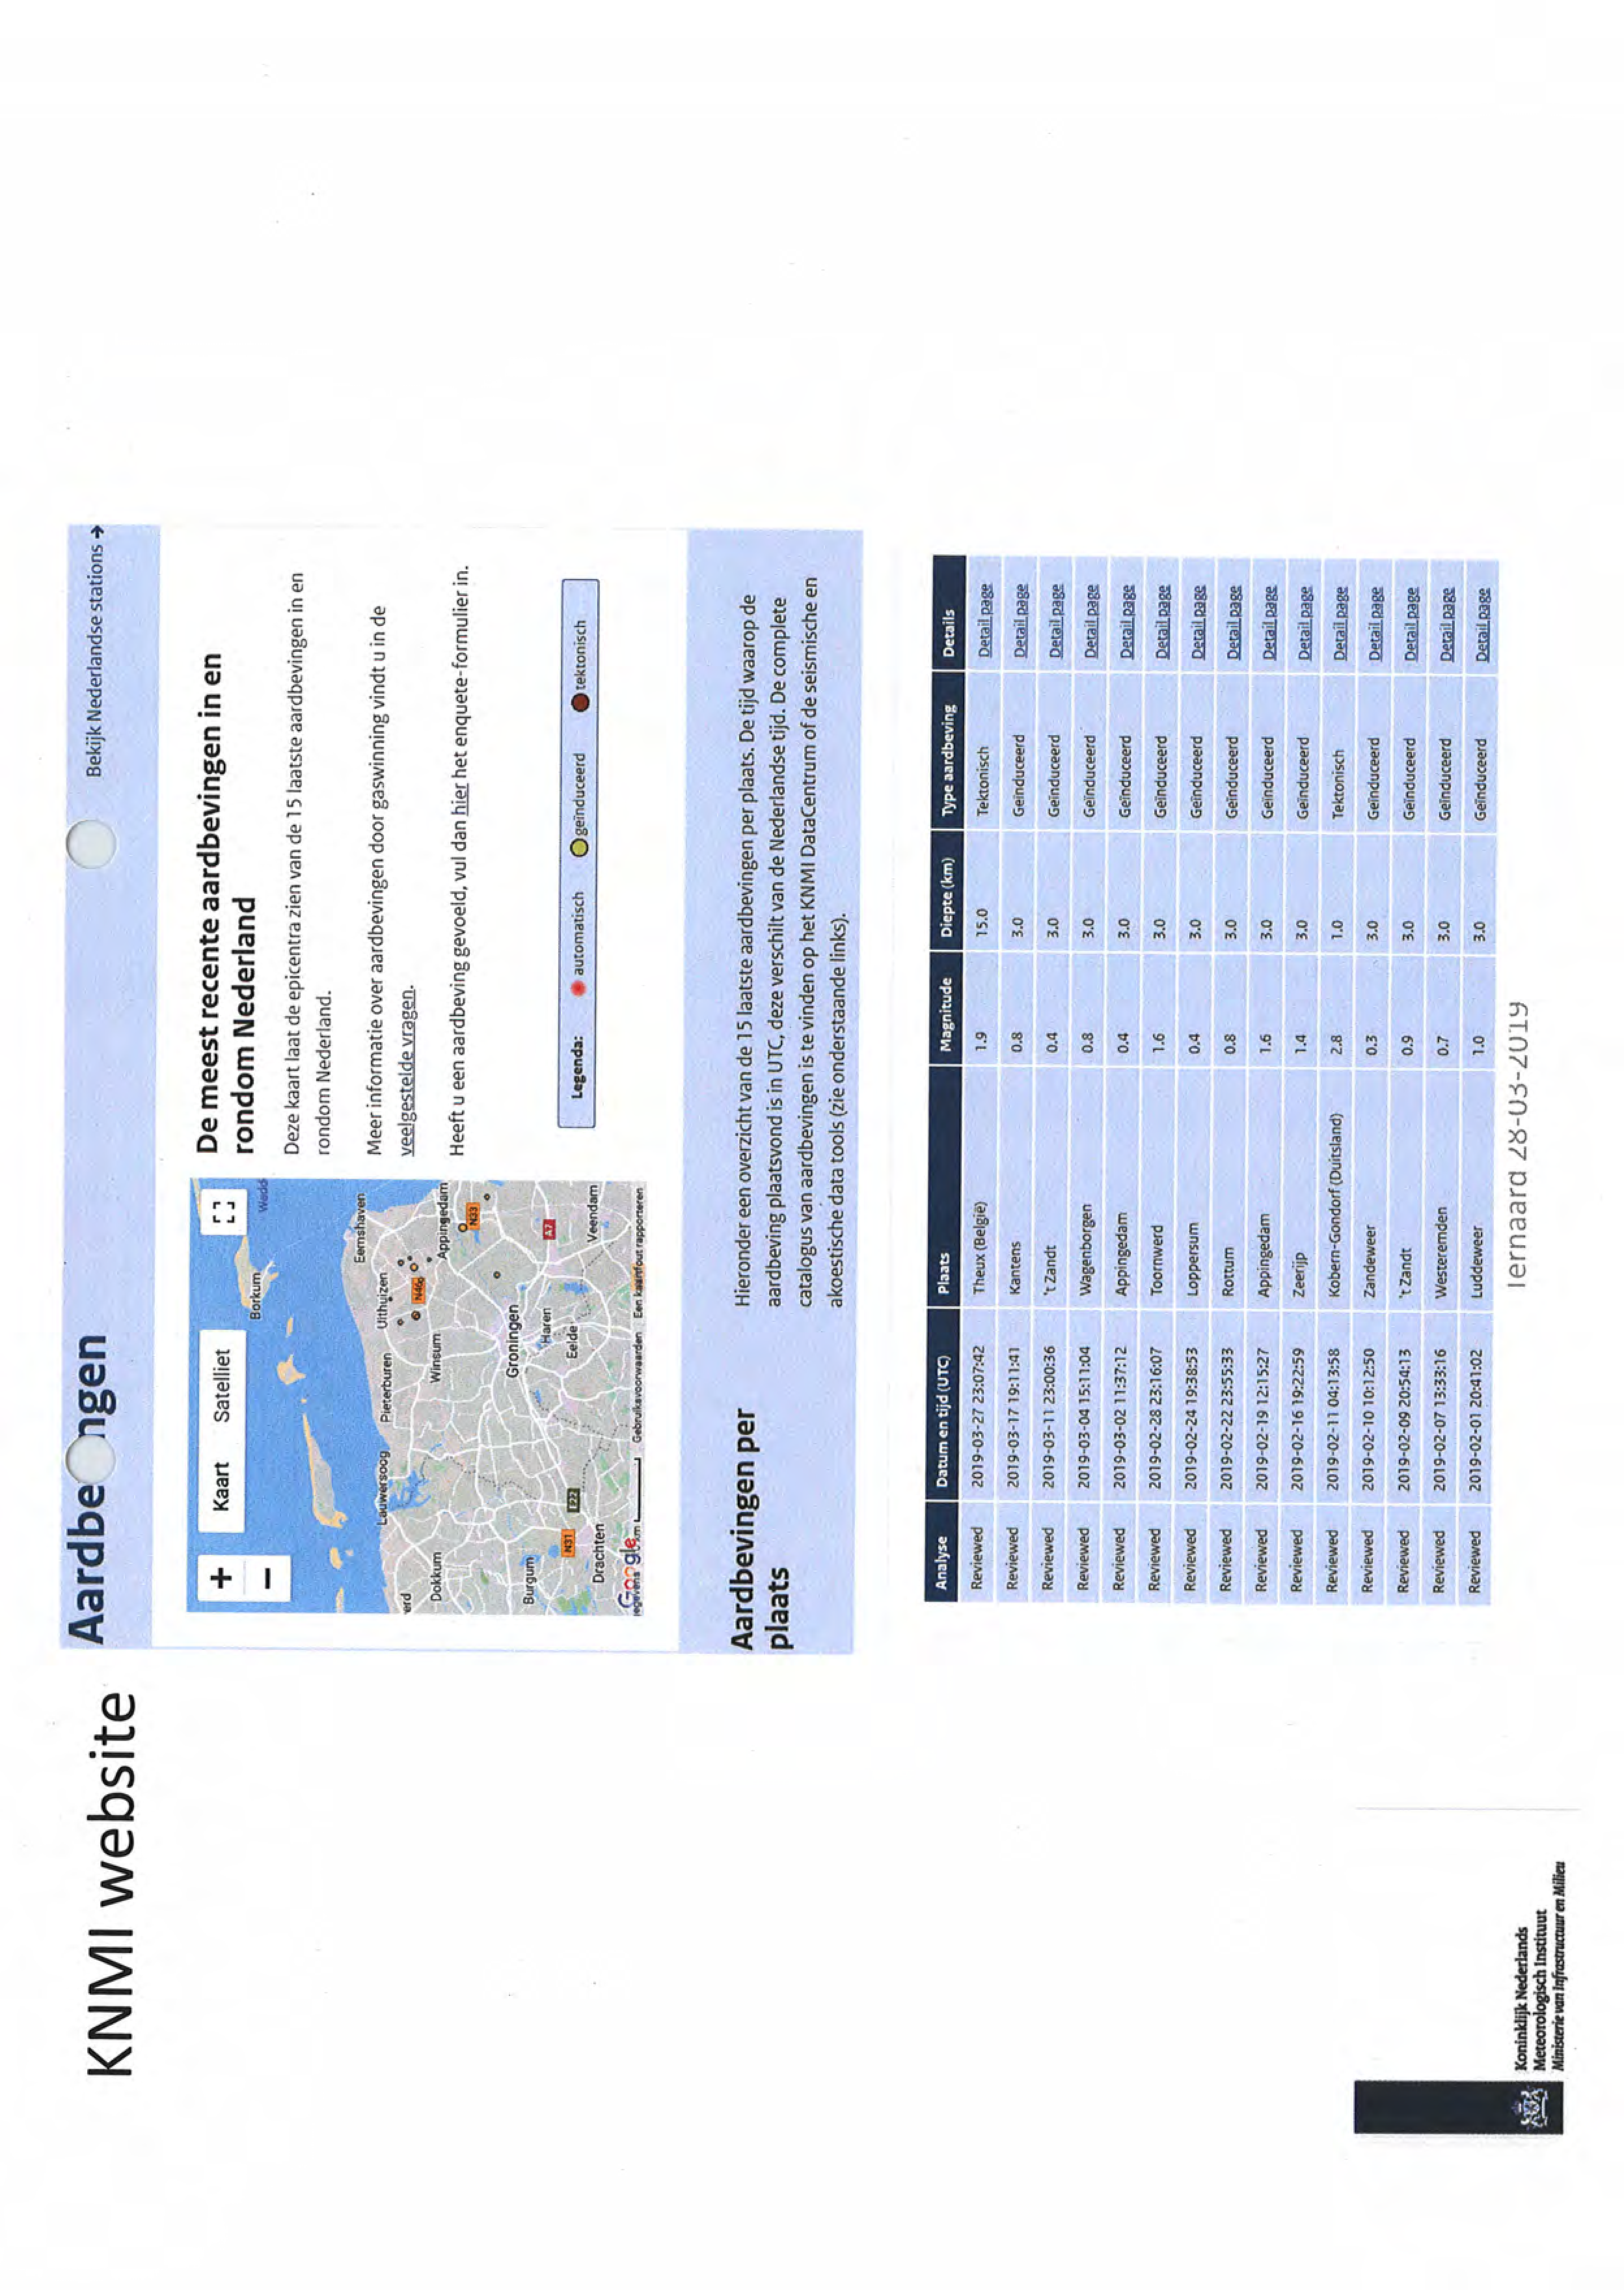 KNMI website
Aardbe ngen
Bekijk Nederlandse stations →
Kaart Satelliet
+
−
Borkum
Eemshaven
Lauwersoog
Pieterburen
Uithuizen
Appingedam
Dokkum
Winsum
N46
N33
Groningen
Burgum
Haren
Eelde
A7
N31
E22
Drachten
Veendam
Google
Gebruiksvoorwaarden Een kaartfout rapporteren
De meest recente aardbevingen in en
rondom Nederland
Deze kaart laat de epicentra zien van de 15 laatste aardbevingen in en
rondom Nederland.
Meer informatie over aardbevingen door gaswinning vindt u in de
veelgestelde vragen.
Heeft u een aardbeving gevoeld, vul dan hier het enquete-formulier in.
Legenda: automatisch geïnduceerd tektonisch
Aardbevingen per
plaats
Hieronder een overzicht van de 15 laatste aardbevingen per plaats. De tijd waarop de
aardbeving plaatsvond is in UTC, deze verschilt van de Nederlandse tijd. De complete
catalogus van aardbevingen is te vinden op het KNMI DataCentrum of de seismische en
akoestische data tools (zie onderstaande links).
Analyse Datum en tijd (UTC) Plaats Magnitude Diepte (km) Type aardbeving Details
Reviewed 2019-03-27 23:07:42 Theux (België) 1.9 15.0 Tektonisch Detail page
Reviewed 2019-03-17 19:11:41 Kantens 0.8 3.0 Geïnduceerd Detail page
Reviewed 2019-03-11 23:00:36 't Zandt 0.4 3.0 Geïnduceerd Detail page
Reviewed 2019-03-04 15:11:04 Wagenborgen 0.8 3.0 Geïnduceerd Detail page
Reviewed 2019-03-02 11:37:12 Appingedam 0.4 3.0 Geïnduceerd Detail page
Reviewed 2019-02-28 23:16:07 Toornwerd 1.6 3.0 Geïnduceerd Detail page
Reviewed 2019-02-24 19:38:53 Loppersum 0.4 3.0 Geïnduceerd Detail page
Reviewed 2019-02-22 23:55:33 Rottum 0.8 3.0 Geïnduceerd Detail page
Reviewed 2019-02-19 12:15:27 Appingedam 1.6 3.0 Geïnduceerd Detail page
Reviewed 2019-02-16 19:22:59 Zeerijp 1.4 3.0 Geïnduceerd Detail page
Reviewed 2019-02-11 04:13:58 Kobern-Gondorf (Duitsland) 2.8 1.0 Tektonisch Detail page
Reviewed 2019-02-10 10:12:50 Zandeweer 0.3 3.0 Geïnduceerd Detail page
Reviewed 2019-02-09 20:54:13 't Zandt 0.9 3.0 Geïnduceerd Detail page
Reviewed 2019-02-07 13:33:16 Westeremden 0.7 3.0 Geïnduceerd Detail page
Reviewed 2019-02-01 20:41:02 Luddeweer 1.0 3.0 Geïnduceerd Detail page
Ternaard 28-03-2019
Koninklijk Nederlands
Meteorologisch Instituut
Ministerie van Infrastructuur en Milieu